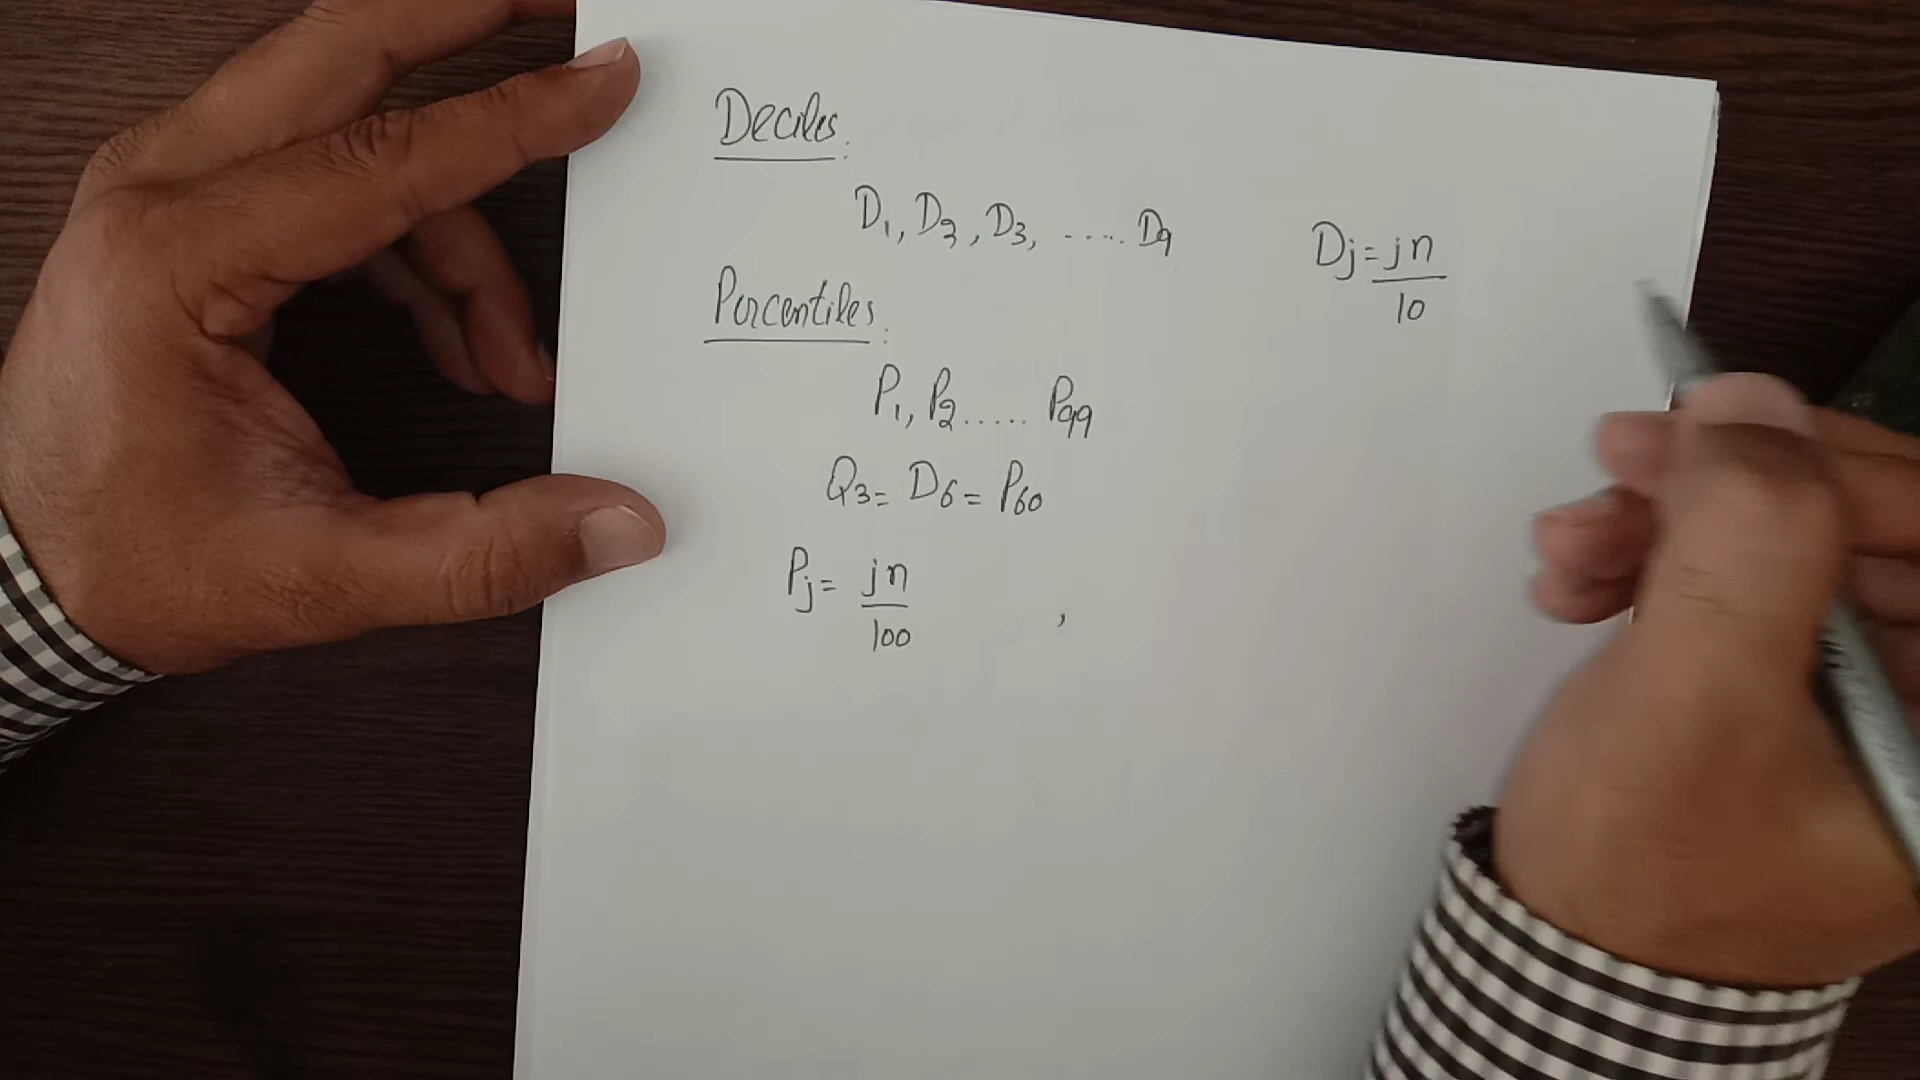 Deciles:
D1, D3, D3, ..... D9
Dj = jn/10
Percentiles:
P1, P2 ..... P99
Q3 = D6 = P60
Pj = jn/100 ,